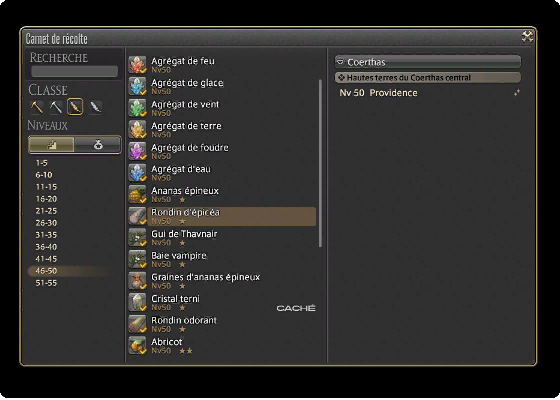 Carnet de récolte
RECHERCHE
CLASSE
NIVEAUX
1-5
6-10
11-15
16-20
21-25
26-30
31-35
36-40
41-45
46-50
51-55
Agrégat de feu
Nv50
Agrégat de glace
Nv50
Agrégat de vent
Nv50
Agrégat de terre
Nv50
Agrégat de foudre
Nv50
Agrégat d'eau
Nv50
Ananas épineux
Nv50 ★
Rondin d'épicéa
Nv50 ★
Gui de Thavnair
Nv50 ★
Baie vampire
Nv50 ★
Graines d'ananas épineux
Nv50 ★
Cristal terni
Nv50 ★
CACHÉ
Rondin odorant
Nv50 ★
Abricot
Nv50 ★★
Coerthas
Hautes terres du Coerthas central
Nv 50 Providence